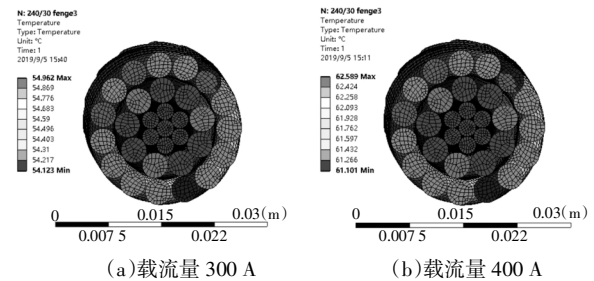 N: 240/30 fenge3
Temperature
Type: Temperature
Unit: °C
Time: 1
2019/9/5 15:40
54.962 Max
54.869
54.776
54.683
54.59
54.496
54.403
54.31
54.217
54.123 Min
0 0.015 0.03(m)
0.007 5 0.022
(a)载流量 300 A
N: 240/30 fenge3
Temperature
Type: Temperature
Unit: °C
Time: 1
2019/9/5 15:11
62.589 Max
62.424
62.258
62.093
61.928
61.762
61.597
61.432
61.266
61.101 Min
0 0.015 0.03(m)
0.007 5 0.022
(b)载流量 400 A